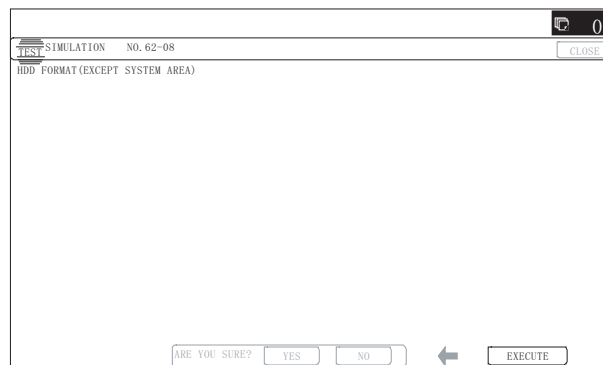 0
TEST SIMULATION NO. 62-08
CLOSE
HDD FORMAT(EXCEPT SYSTEM AREA)
ARE YOU SURE? YES NO EXECUTE